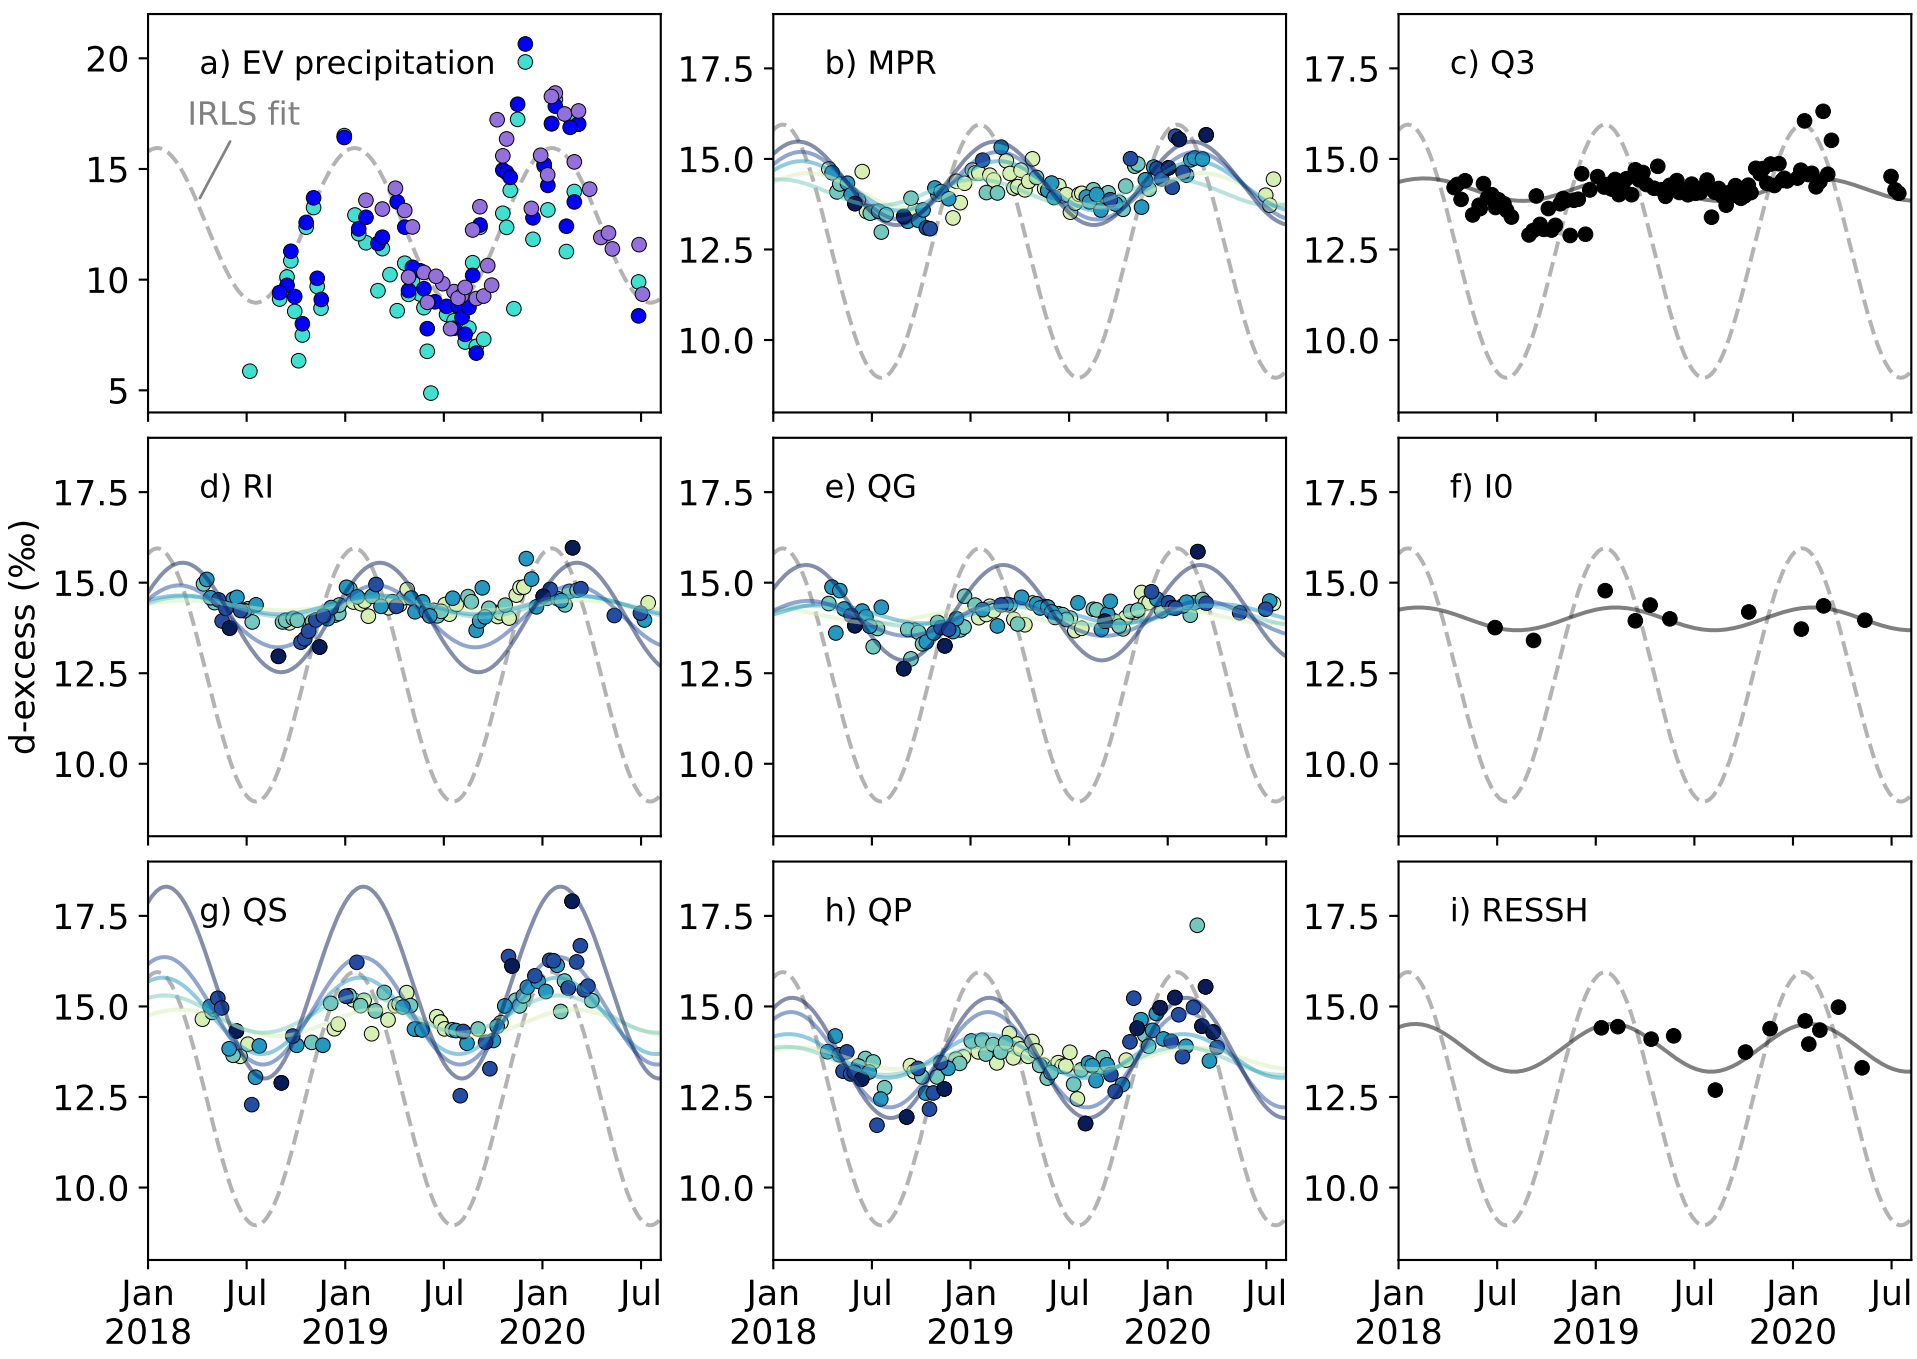 a) EV precipitation
IRLS fit
20
15
10
5
b) MPR
17.5
15.0
12.5
10.0
c) Q3
17.5
15.0
12.5
10.0
d-excess (‰)
d) RI
17.5
15.0
12.5
10.0
e) QG
17.5
15.0
12.5
10.0
f) I0
17.5
15.0
12.5
10.0
g) QS
17.5
15.0
12.5
10.0
Jan Jul Jan Jul Jan Jul
2018 2019 2020
h) QP
17.5
15.0
12.5
10.0
Jan Jul Jan Jul Jan Jul
2018 2019 2020
i) RESSH
17.5
15.0
12.5
10.0
Jan Jul Jan Jul Jan Jul
2018 2019 2020